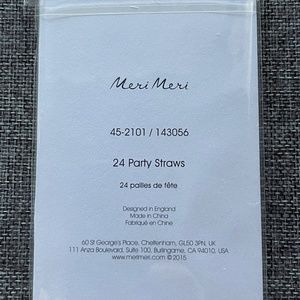 Meri Meri
45-2101 / 143056
24 Party Straws
24 pailles de fête
Designed in England
Made in China
Fabriqué en Chine
60 St George's Place, Cheltenham, GL50 3PN, UK
111 Anza Boulevard, Suite 100, Burlingame, CA 94010, USA
www.merimeri.com ©2015